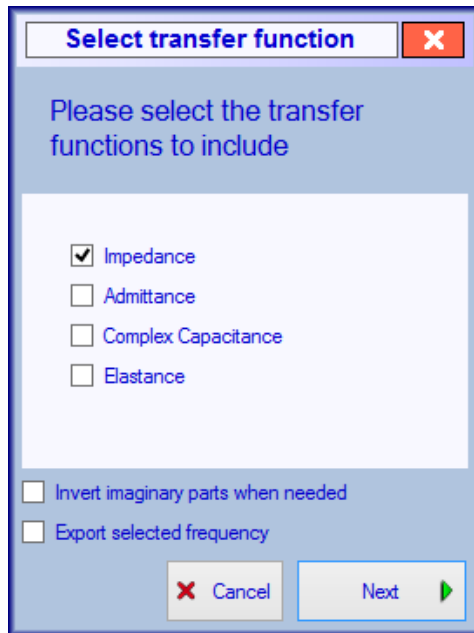 Select transfer function
Please select the transfer
functions to include
Impedance
Admittance
Complex Capacitance
Elastance
Invert imaginary parts when needed
Export selected frequency
Cancel
Next